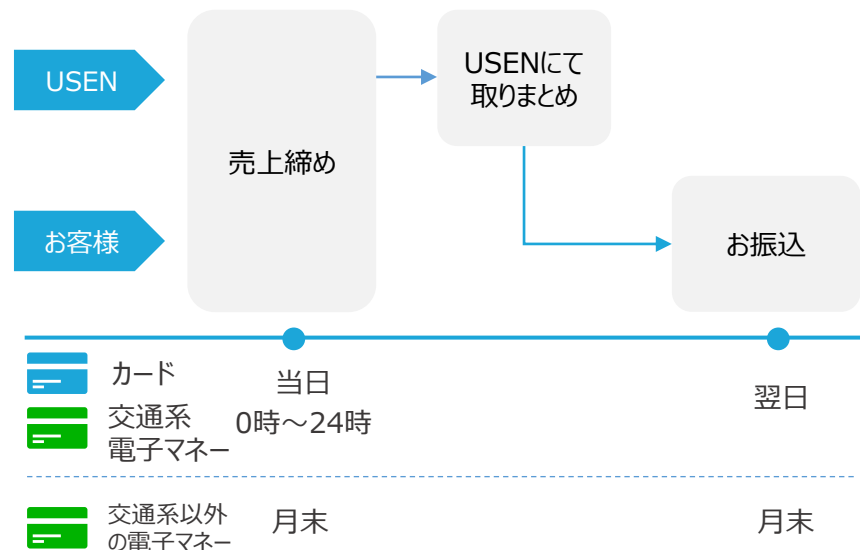 USEN
売上締め
USENにて
取りまとめ
お客様
お振込
カード
交通系
電子マネー
当日
0時～24時
翌日
交通系以外
の電子マネー
月末
月末